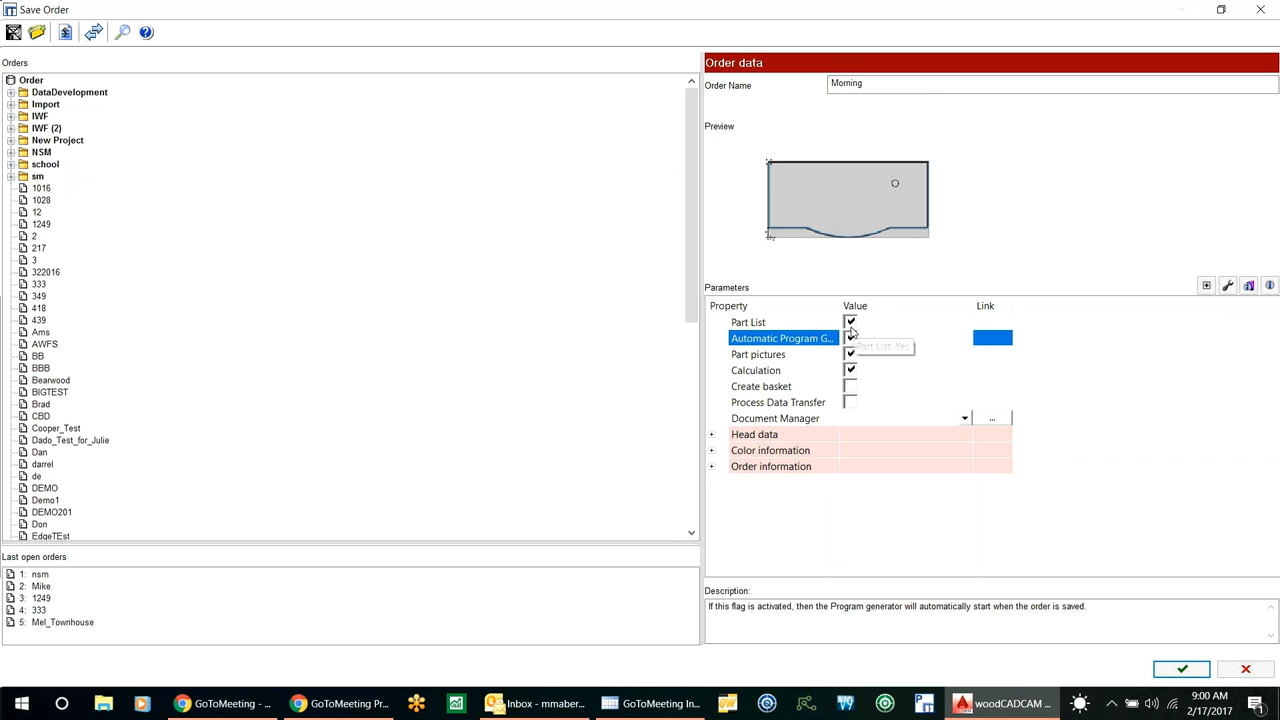 Save Order
Orders
Order
DataDevelopment
Import
IWF
IWF (2)
New Project
NSM
school
sm
1016
1028
12
1249
2
217
3
322016
333
349
418
439
Ams
AWFS
BB
BBB
Bearwood
BIGTEST
Brad
CBD
Cooper_Test
Dado_Test_for_Julie
Dan
darrel
de
DEMO
Demo1
DEMO201
Don
EdgeTEst
Last open orders
1: nsm
2: Mike
3: 1249
4: 333
5: Mel_Townhouse
Order data
Order Name Morning
Preview
Parameters
Property Value Link
Part List
Automatic Program G...
Part List: Yes
Part pictures
Calculation
Create basket
Process Data Transfer
Document Manager ...
Head data
Color information
Order information
Description:
If this flag is activated, then the Program generator will automatically start when the order is saved.
GoToMeeting - ...
GoToMeeting Pr...
Inbox - mmaber...
GoToMeeting In...
woodCADCAM ...
9:00 AM
2/17/2017